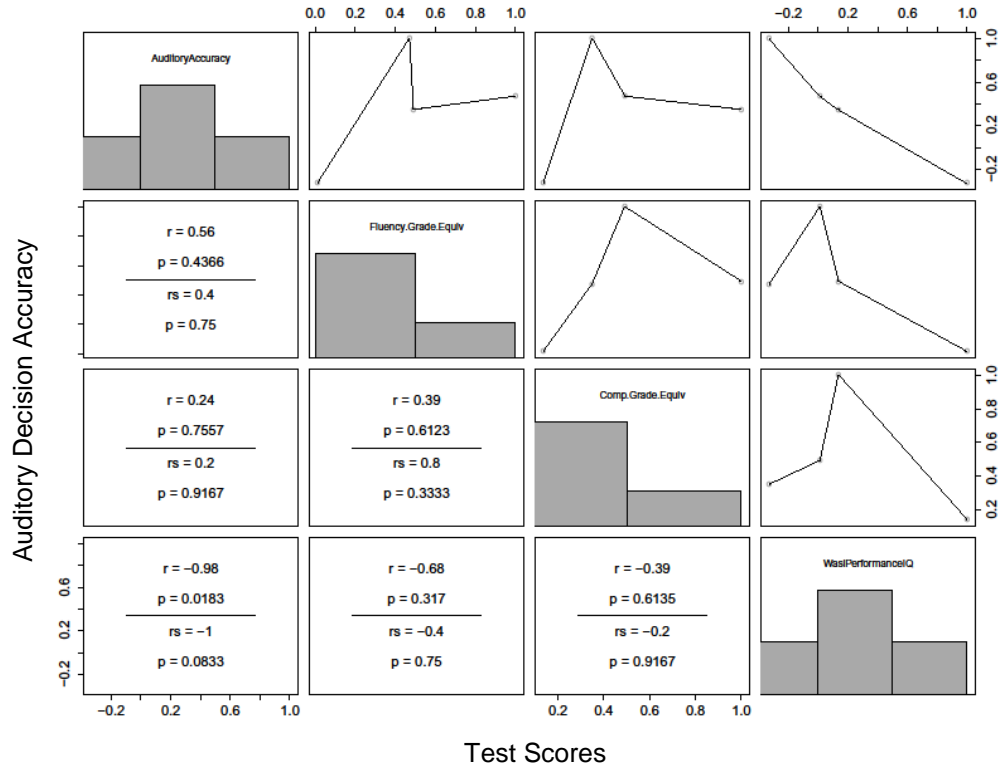 0.0 0.4 0.8 −0.2 0.2 0.6 1.0
0.2 0.4 0.6 0.8 1.0
AuditoryAccuracy
−0.2 0.2 0.6 1.0
Auditory Decision Accuracy
r = 0.56
p = 0.4366
rs = 0.4
p = 0.75
Fluency.Grade.Equiv
r = 0.24
p = 0.7557
rs = 0.2
p = 0.9167
r = 0.39
p = 0.6123
rs = 0.8
p = 0.3333
Comp.Grade.Equiv
0.2 0.4 0.6 0.8 1.0
−0.2 0.2 0.6
r = −0.98
p = 0.0183
rs = −1
p = 0.0833
r = −0.68
p = 0.317
rs = −0.4
p = 0.75
r = −0.39
p = 0.6135
rs = −0.2
p = 0.9167
WaslPerformanceIQ
−0.2 0.2 0.6 1.0
0.2 0.4 0.6 0.8 1.0
Test Scores